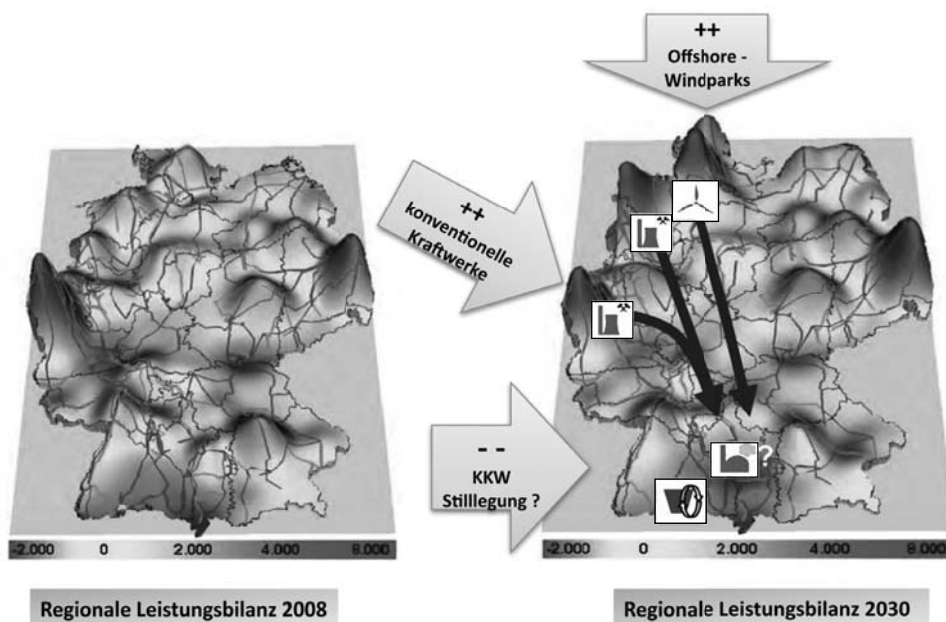 ++
Offshore -
Windparks
++
konventionelle
Kraftwerke
- -
KKW
Stilllegung ?
?
-2.000 0 2.000 4.000 8.000
-2.000 0 2.000 4.000 8.000
Regionale Leistungsbilanz 2008
Regionale Leistungsbilanz 2030